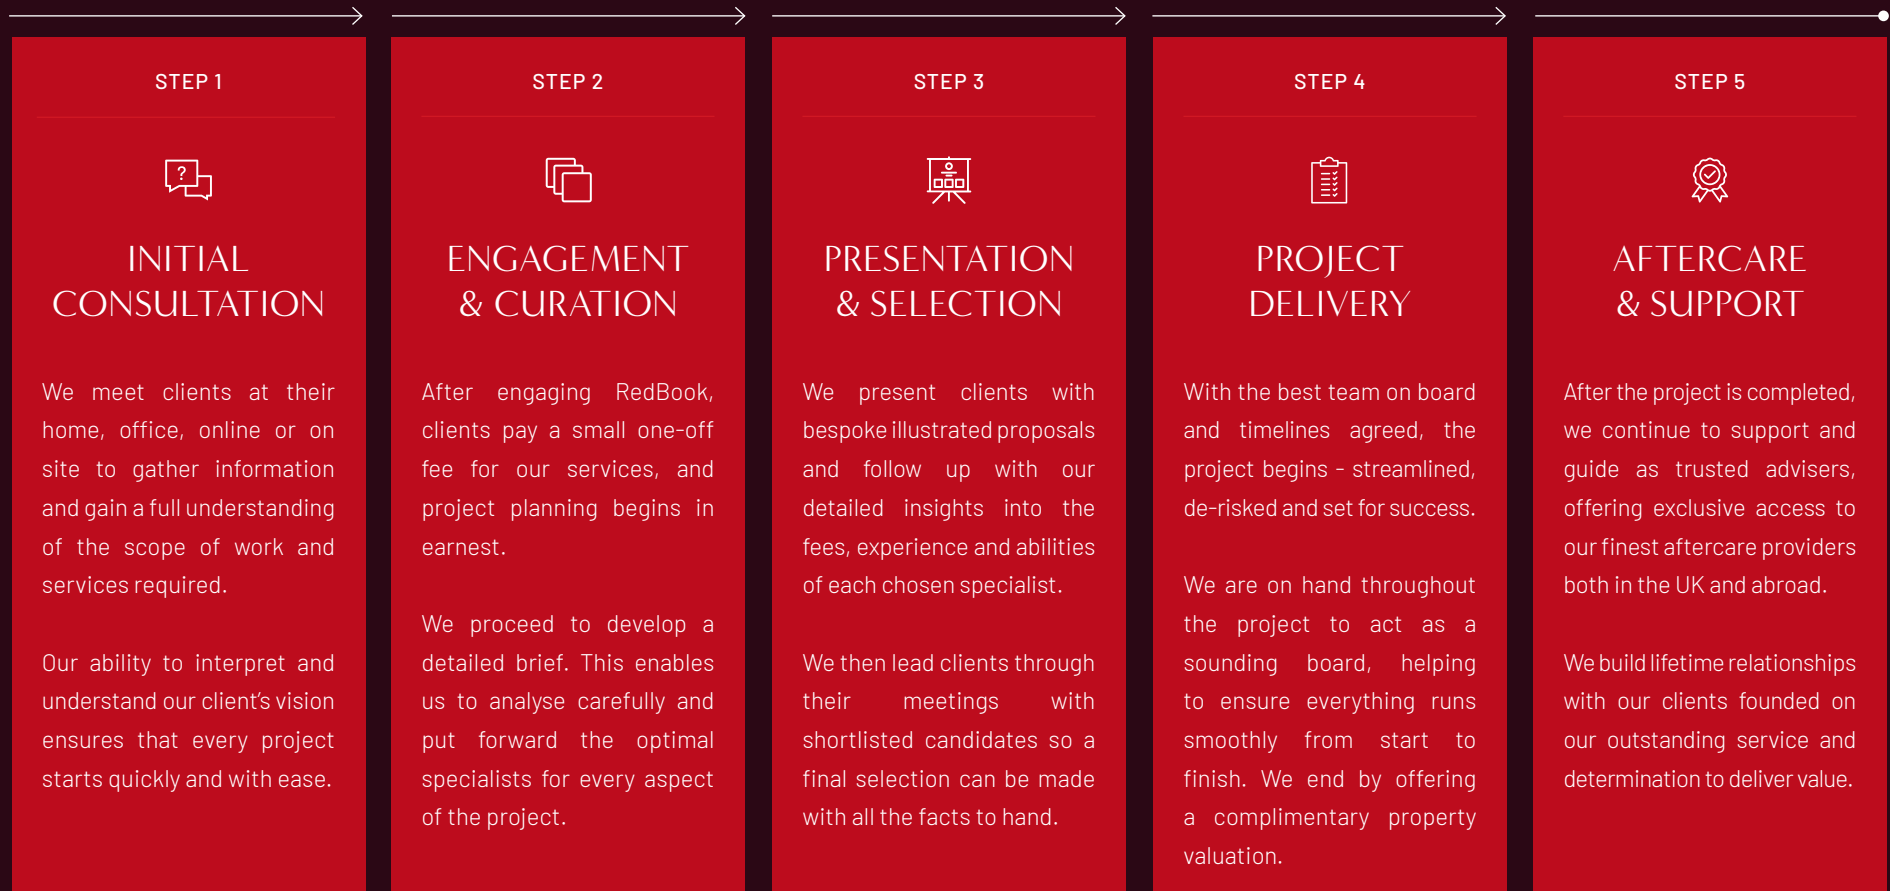 STEP 1
INITIAL
CONSULTATION
We meet clients at their
home, office, online or on
site to gather information
and gain a full understanding
of the scope of work and
services required.
Our ability to interpret and
understand our client’s vision
ensures that every project
starts quickly and with ease.
STEP 2
ENGAGEMENT
& CURATION
After engaging RedBook,
clients pay a small one-off
fee for our services, and
project planning begins in
earnest.
We proceed to develop a
detailed brief. This enables
us to analyse carefully and
put forward the optimal
specialists for every aspect
of the project.
STEP 3
PRESENTATION
& SELECTION
We present clients with
bespoke illustrated proposals
and follow up with our
detailed insights into the
fees, experience and abilities
of each chosen specialist.
We then lead clients through
their meetings with
shortlisted candidates so a
final selection can be made
with all the facts to hand.
STEP 4
PROJECT
DELIVERY
With the best team on board
and timelines agreed, the
project begins - streamlined,
de-risked and set for success.
We are on hand throughout
the project to act as a
sounding board, helping
to ensure everything runs
smoothly from start to
finish. We end by offering
a complimentary property
valuation.
STEP 5
AFTERCARE
& SUPPORT
After the project is completed,
we continue to support and
guide as trusted advisers,
offering exclusive access to
our finest aftercare providers
both in the UK and abroad.
We build lifetime relationships
with our clients founded on
our outstanding service and
determination to deliver value.